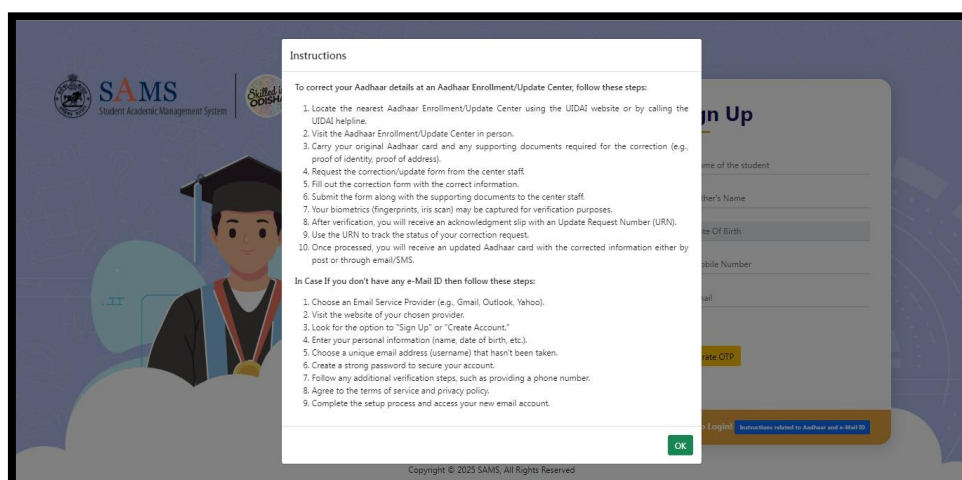 Instructions
To correct your Aadhaar details at an Aadhaar Enrollment/Update Center, follow these steps:
1. Locate the nearest Aadhaar Enrollment/Update Center using the UIDAI website or by calling the
UIDAI helpline.
2. Visit the Aadhaar Enrollment/Update Center in person.
3. Carry your original Aadhaar card and any supporting documents required for the correction (e.g.,
proof of identity, proof of address).
4. Request the correction/update form from the center staff.
5. Fill out the correction form with the correct information.
6. Submit the form along with the supporting documents to the center staff.
7. Your biometrics (fingerprints, iris scan) may be captured for verification purposes.
8. After verification, you will receive an acknowledgment slip with an Update Request Number (URN).
9. Use the URN to track the status of your correction request.
10. Once processed, you will receive an updated Aadhaar card with the corrected information either by
post or through email/SMS.
In Case If you don't have any e-Mail ID then follow these steps:
1. Choose an Email Service Provider (e.g., Gmail, Outlook, Yahoo).
2. Visit the website of your chosen provider.
3. Look for the option to "Sign Up" or "Create Account."
4. Enter your personal information (name, date of birth, etc.).
5. Choose a unique email address (username) that hasn't been taken.
6. Create a strong password to secure your account.
7. Follow any additional verification steps, such as providing a phone number.
8. Agree to the terms of service and privacy policy.
9. Complete the setup process and access your new email account.
OK
SAMS
Student Academic Management System
Skilled i
ODISH
gn Up
me of the student
ther's Name
te Of Birth
obile Number
nail
rate OTP
o Login! Instructions related to Aadhaar and e-Mail ID
Copyright © 2025 SAMS, All Rights Reserved